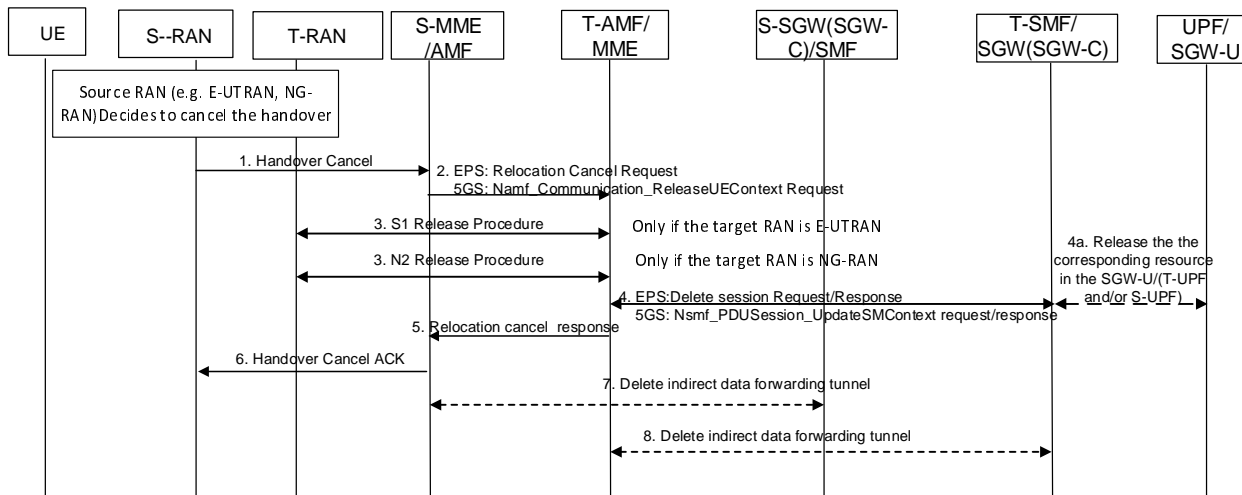 UE
S--RAN
T-RAN
S-MME
/AMF
T-AMF/
MME
S-SGW(SGW-
C)/SMF
T-SMF/
SGW(SGW-C)
UPF/
SGW-U
Source RAN (e.g. E-UTRAN, NG-
RAN)Decides to cancel the handover
1. Handover Cancel
2. EPS: Relocation Cancel Request
5GS: Namf_Communication_ReleaseUEContext Request
3. S1 Release Procedure
Only if the target RAN is E-UTRAN
3. N2 Release Procedure
Only if the target RAN is NG-RAN
4a. Release the the
corresponding resource
in the SGW-U/(T-UPF
and/or S-UPF)
4. EPS:Delete session Request/Response
5GS: Nsmf_PDUSession_UpdateSMContext request/response
5. Relocation cancel response
6. Handover Cancel ACK
7. Delete indirect data forwarding tunnel
8. Delete indirect data forwarding tunnel